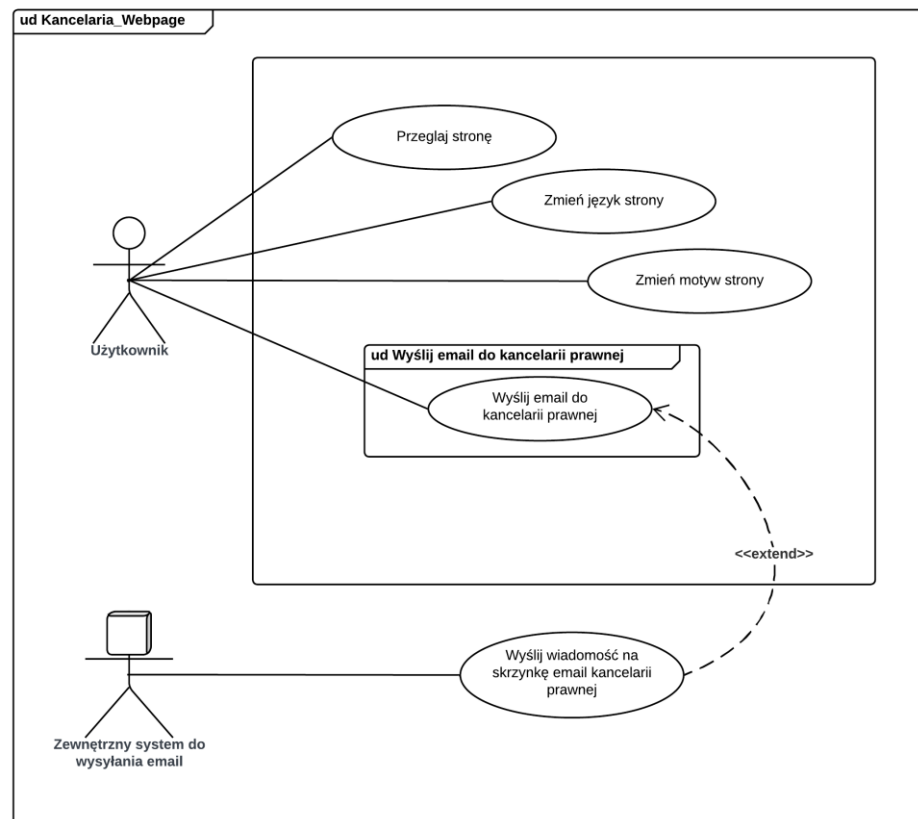 ud Kancelaria_Webpage
Przeglaj stronę
Zmień język strony
Zmień motyw strony
Użytkownik
ud Wyślij email do kancelarii prawnej
Wyślij email do
kancelarii prawnej
<<extend>>
Wyślij wiadomość na
skrzynkę email kancelarii
prawnej
Zewnętrzny system do
wysyłania email